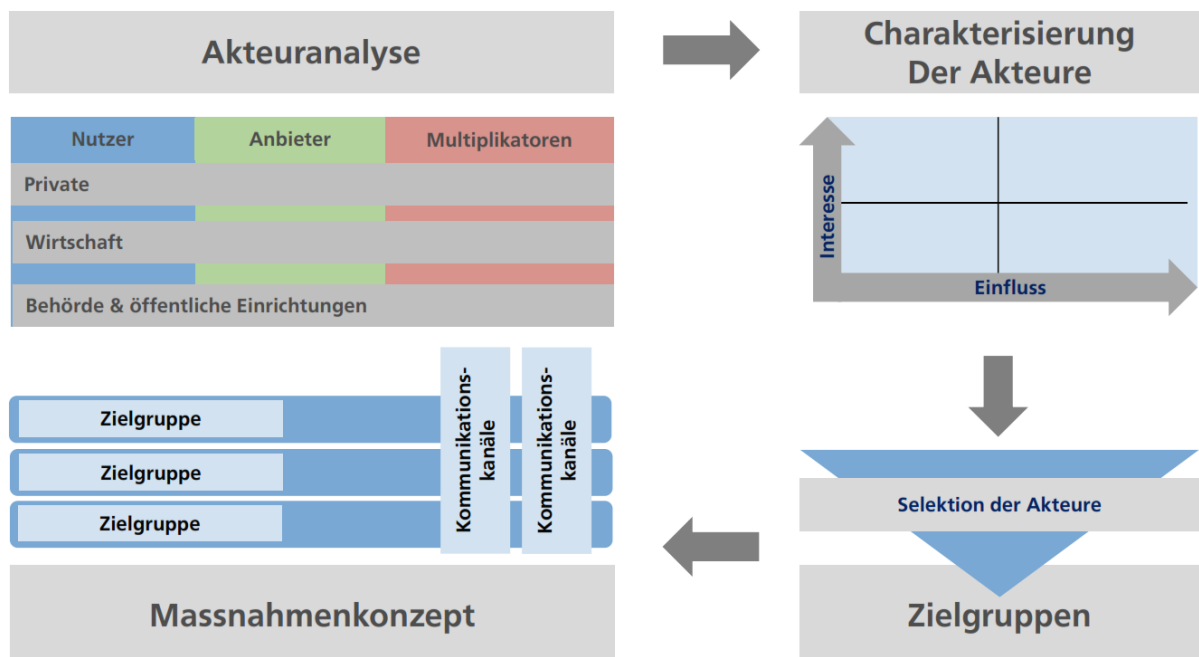 Akteuranalyse
Charakterisierung
Der Akteure
Nutzer
Anbieter
Multiplikatoren
Private
Wirtschaft
Behörde & öffentliche Einrichtungen
Interesse
Einfluss
Selektion der Akteure
Zielgruppen
Zielgruppe
Zielgruppe
Zielgruppe
Kommunikations-
kanäle
Kommunikations-
kanäle
Massnahmenkonzept